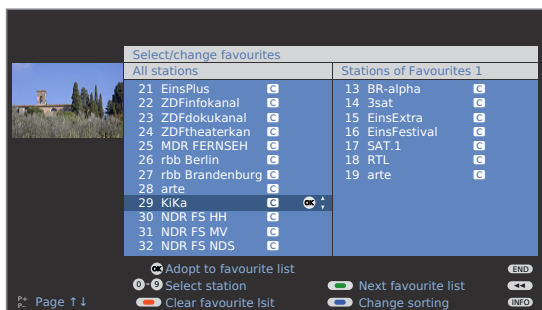 Select/change favourites
All stations
Stations of Favourites 1
21 EinsPlus C
22 ZDFinfokanal C
23 ZDFdokukanal C
24 ZDFtheaterkan C
25 MDR FERNSEH C
26 rbb Berlin C
27 rbb Brandenburg C
28 arte C
29 KiKa C OK
30 NDR FS HH C
31 NDR FS MV C
32 NDR FS NDS C
13 BR-alpha C
14 3sat C
15 EinsExtra C
16 EinsFestival C
17 SAT.1 C
18 RTL C
19 arte C
OK Adopt to favourite list
END
0-9 Select station
Next favourite list
P+ P- Page ↑↓
Clear favourite lsit
Change sorting
INFO